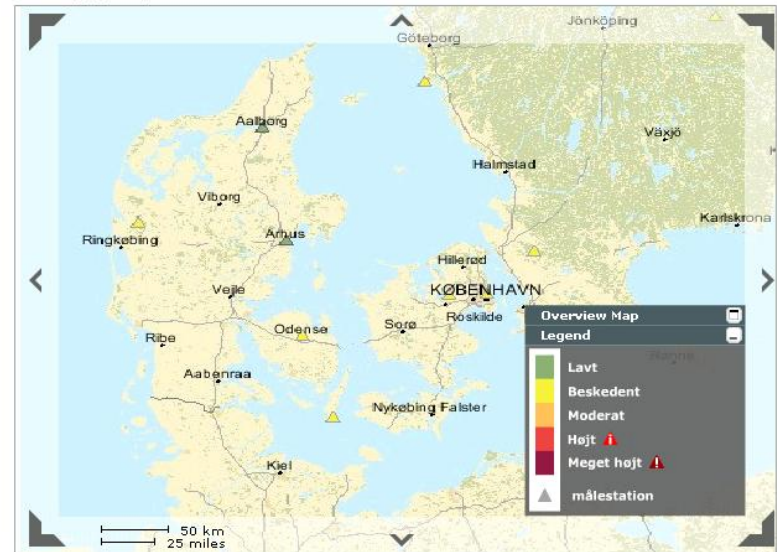 Jönköping
Göteborg
Aalborg
Växjö
Halmstad
Viborg
Karlskrona
Ringkøbing
Århus
Hillerød
KØBENHAVN
Vejle
Roskilde
Odense
Sorø
Ribe
Aabenraa
Nykøbing Falster
Kiel
Overview Map
Legend
Lavt
Beskedent
Moderat
Højt
Meget højt
målestation
50 km
25 miles